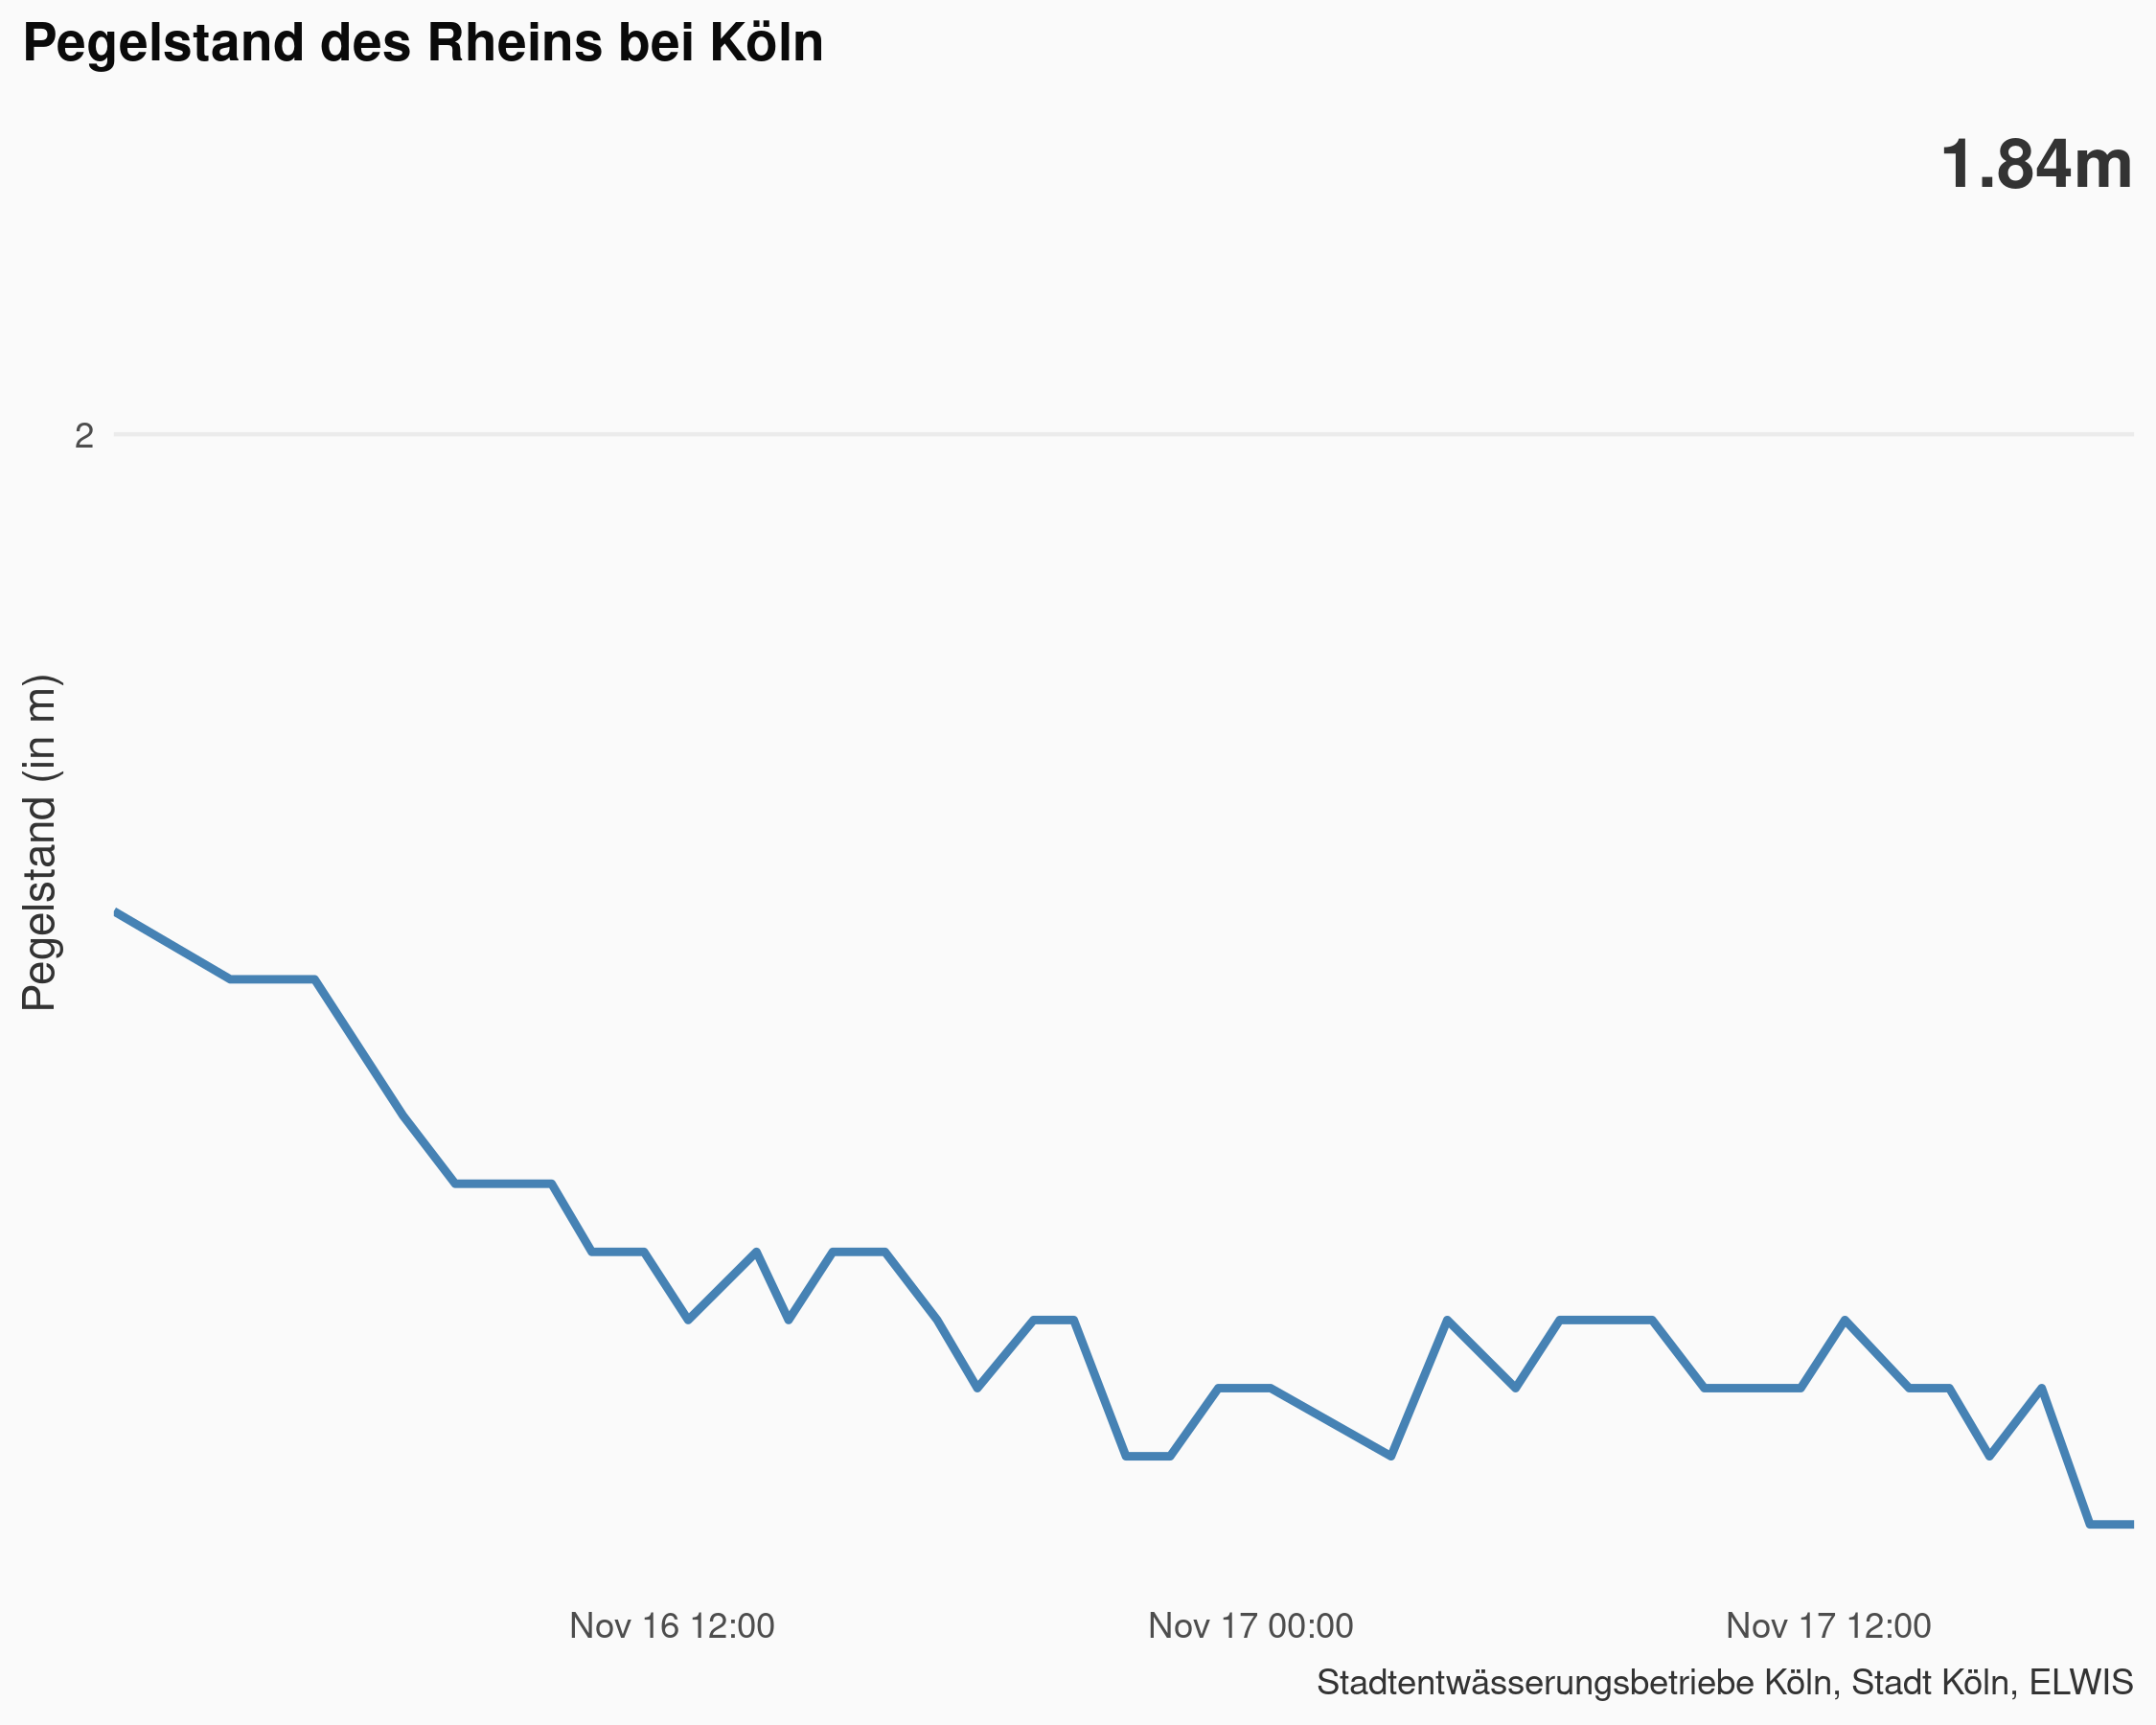 Pegelstand des Rheins bei Köln
1.84m
2
Pegelstand (in m)
Nov 16 12:00
Nov 17 00:00
Nov 17 12:00
Stadtentwässerungsbetriebe Köln, Stadt Köln, ELWIS